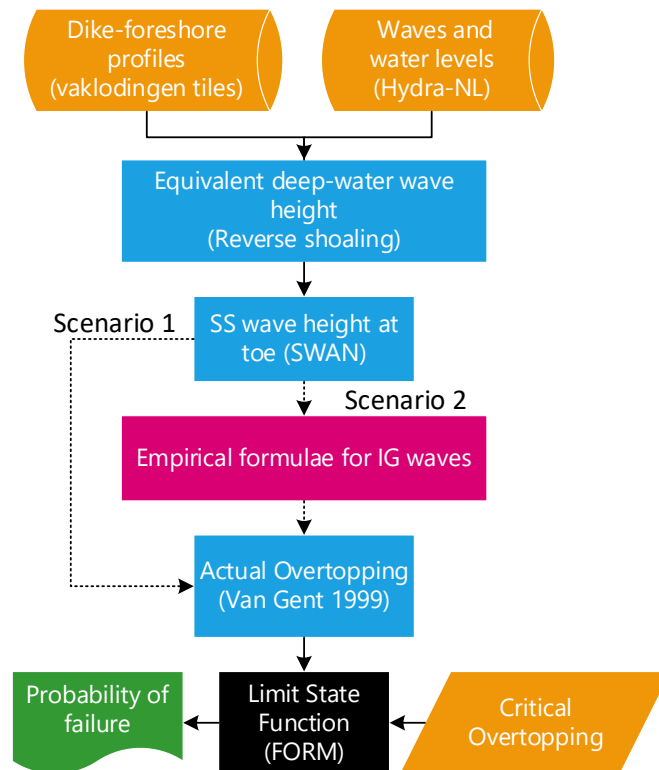 Dike-foreshore
profiles
(vaklodingen tiles)
Waves and
water levels
(Hydra-NL)
Equivalent deep-water wave
height
(Reverse shoaling)
Scenario 1
SS wave height at
toe (SWAN)
Scenario 2
Empirical formulae for IG waves
Actual Overtopping
(Van Gent 1999)
Probability of
failure
Limit State
Function
(FORM)
Critical
Overtopping